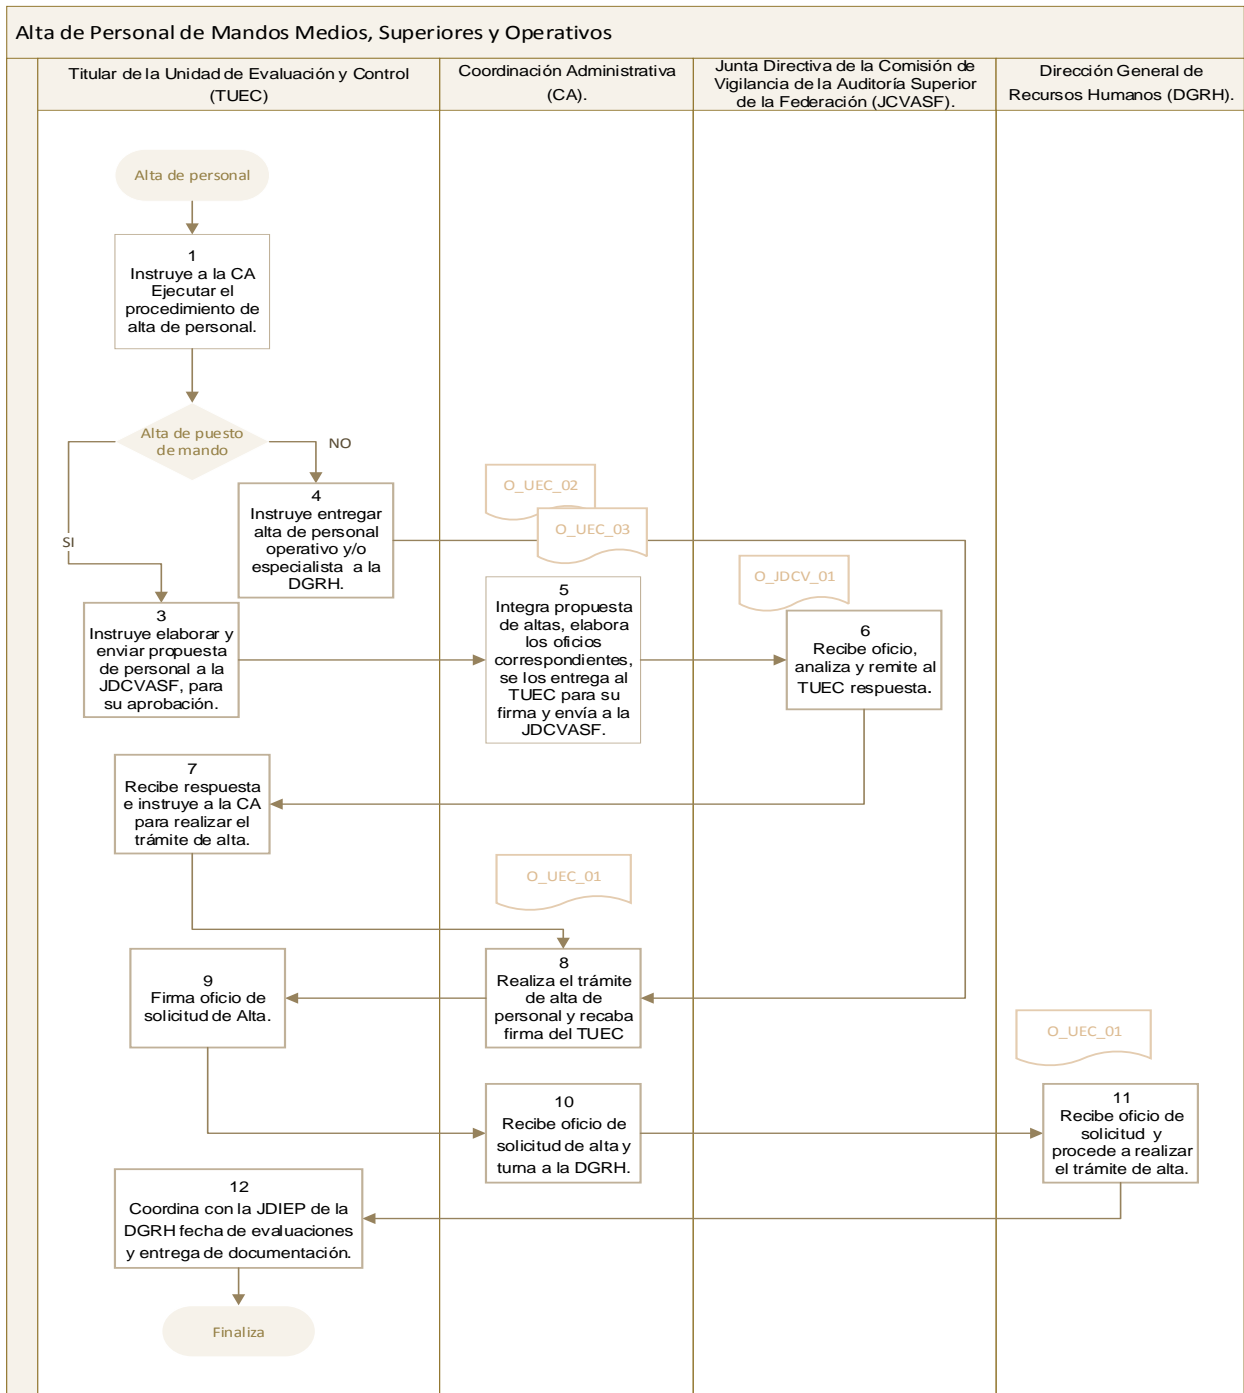 Alta de Personal de Mandos Medios, Superiores y Operativos
Titular de la Unidad de Evaluación y Control
(TUEC)
Coordinación Administrativa
(CA).
Junta Directiva de la Comisión de
Vigilancia de la Auditoría Superior
de la Federación (JCVASF).
Dirección General de
Recursos Humanos (DGRH).
Alta de personal
1
Instruye a la CA
Ejecutar el
procedimiento de
alta de personal.
Alta de puesto
de mando
NO
SI
4
Instruye entregar
alta de personal
operativo y/o
especialista a la
DGRH.
O_UEC_02
O_UEC_03
O_JDCV_01
3
Instruye elaborar y
enviar propuesta
de personal a la
JDCVASF, para
su aprobación.
5
Integra propuesta
de altas, elabora
los oficios
correspondientes,
se los entrega al
TUEC para su
firma y envía a la
JDCVASF.
6
Recibe oficio,
analiza y remite al
TUEC respuesta.
7
Recibe respuesta
e instruye a la CA
para realizar el
trámite de alta.
O_UEC_01
8
Realiza el trámite
de alta de
personal y recaba
firma del TUEC
9
Firma oficio de
solicitud de Alta.
O_UEC_01
10
Recibe oficio de
solicitud de alta y
turna a la DGRH.
11
Recibe oficio de
solicitud y
procede a realizar
el trámite de alta.
12
Coordina con la JDIEP de la
DGRH fecha de evaluaciones
y entrega de documentación.
Finaliza